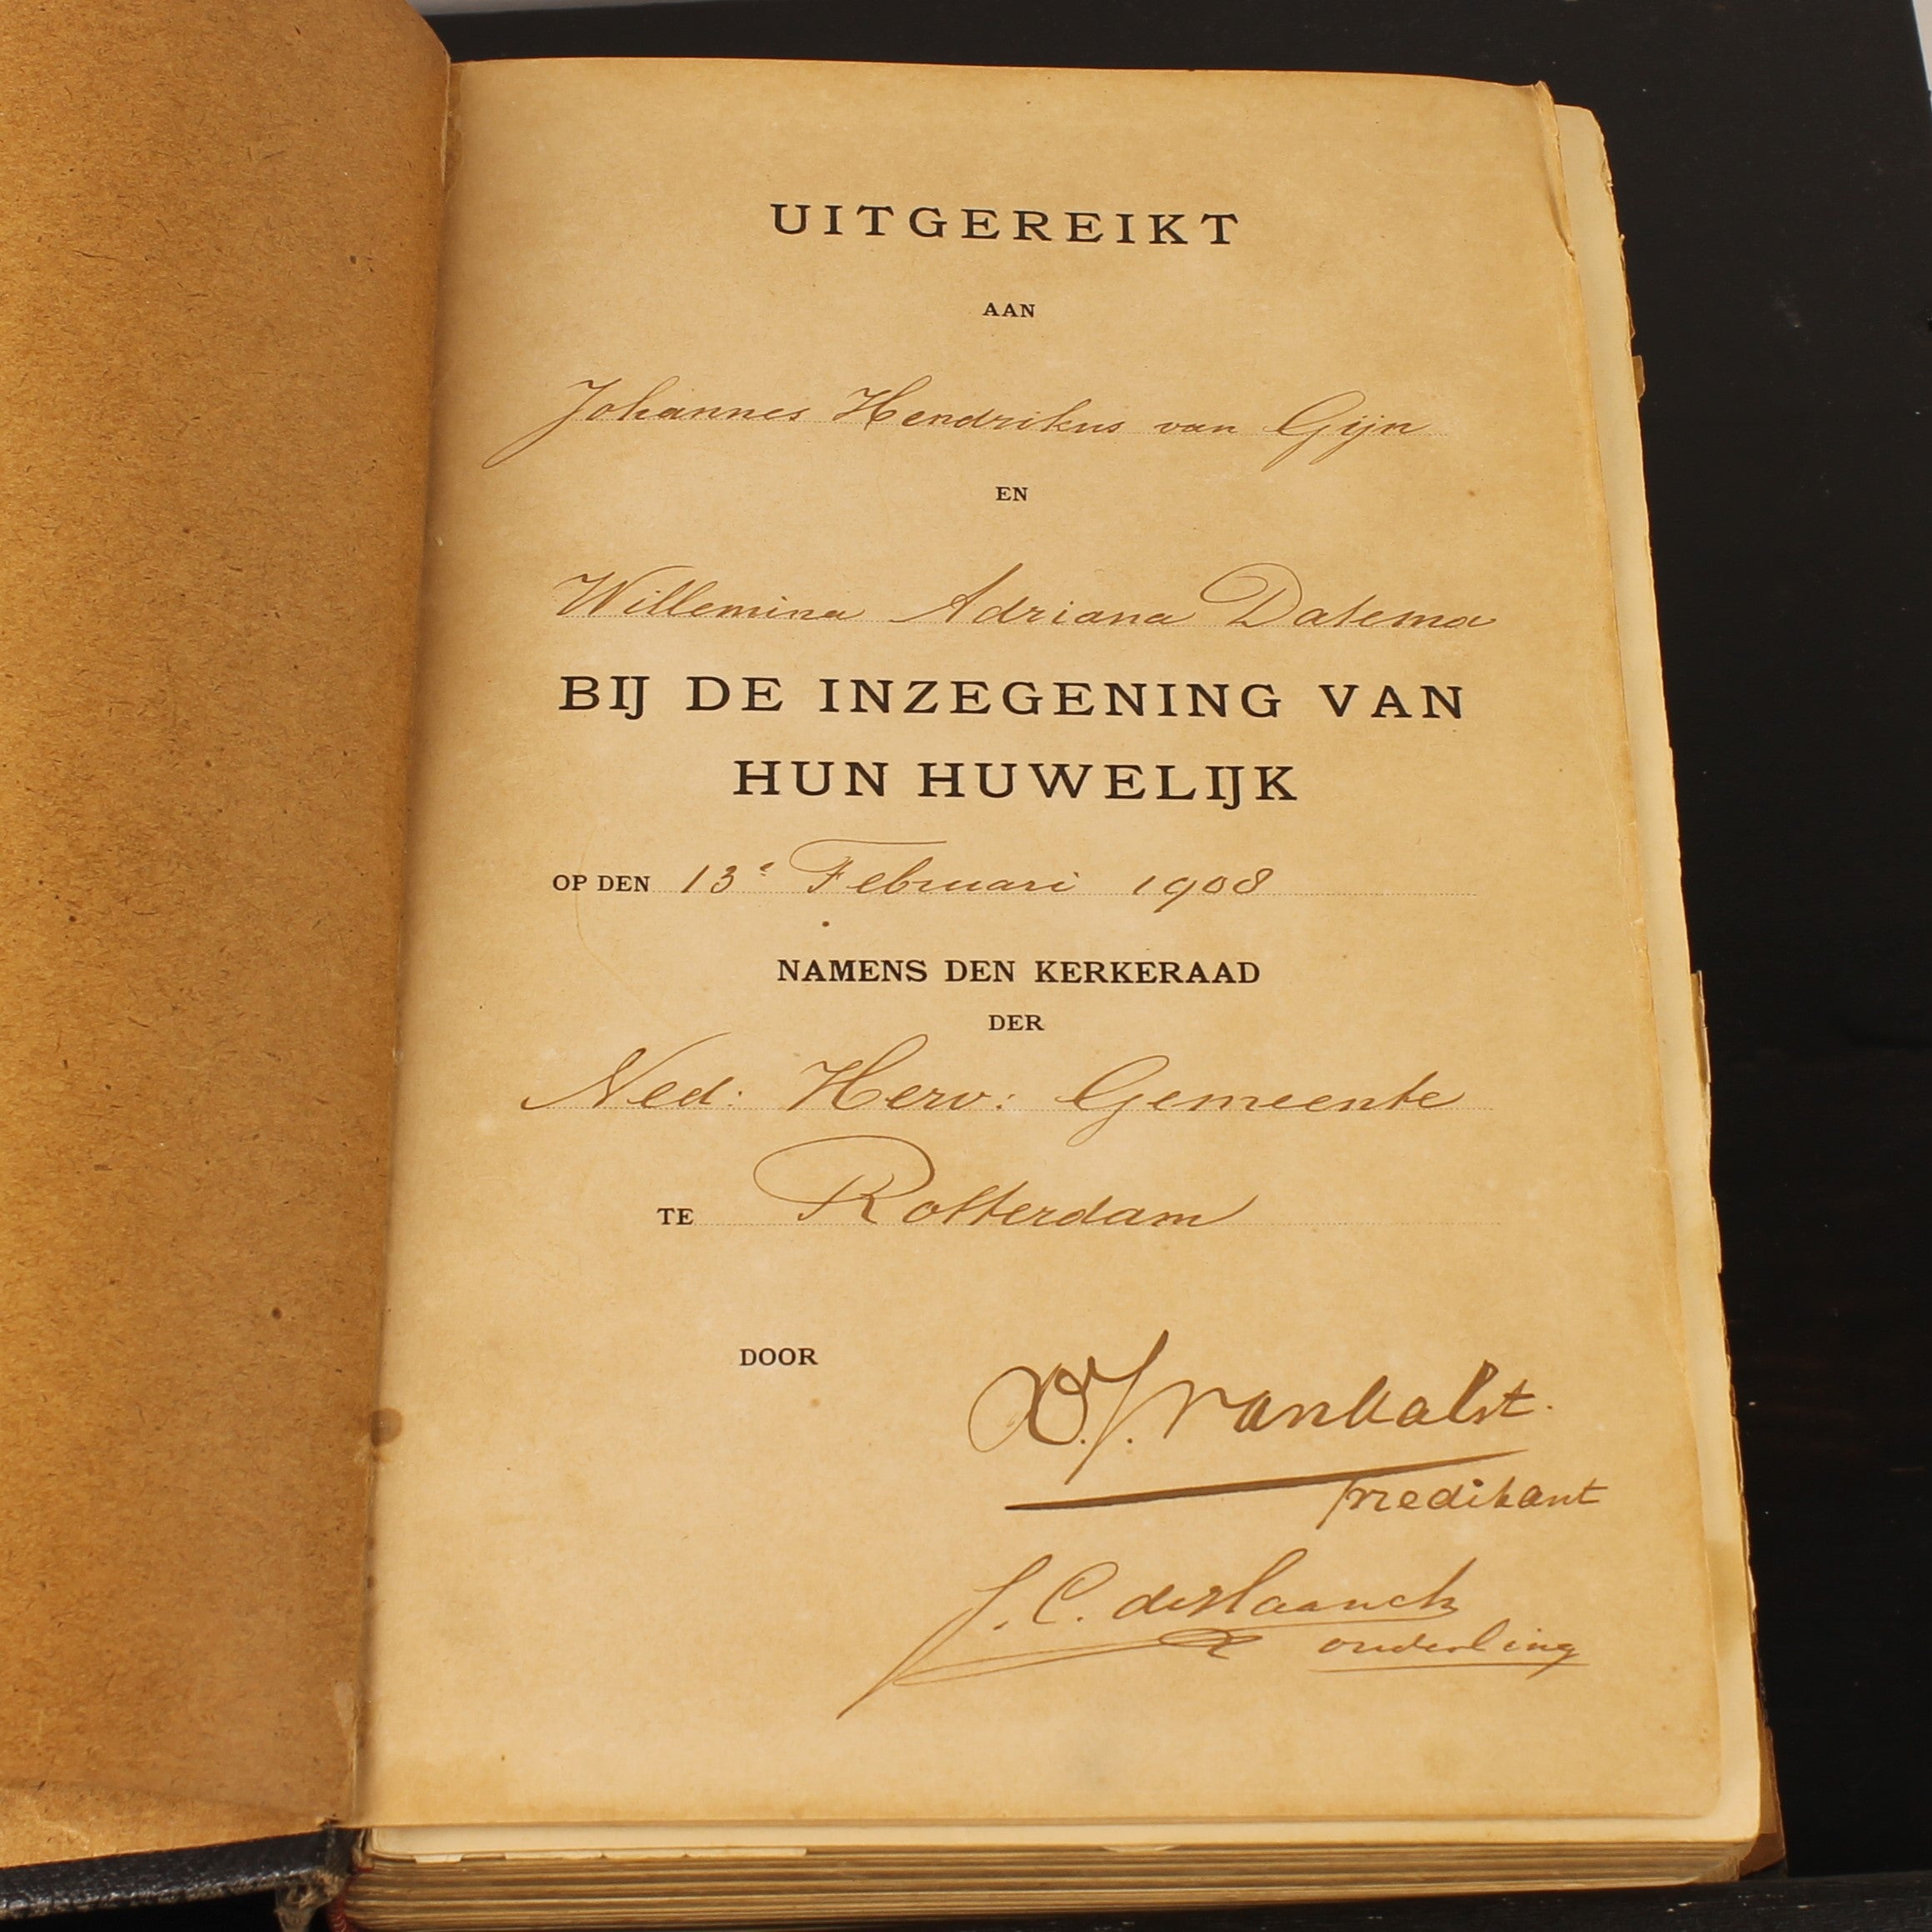 UITGEREIKT
AAN
Johannes Hendrikus van Gijn
EN
Willemina Adriana Datema
BIJ DE INZEGENING VAN
HUN HUWELIJK
OP DEN 13e Februari 1908
NAMENS DEN KERKERAAD
DER
Ned: Herv: Gemeente
TE Rotterdam
DOOR
Predikant
J. C.
ouderling